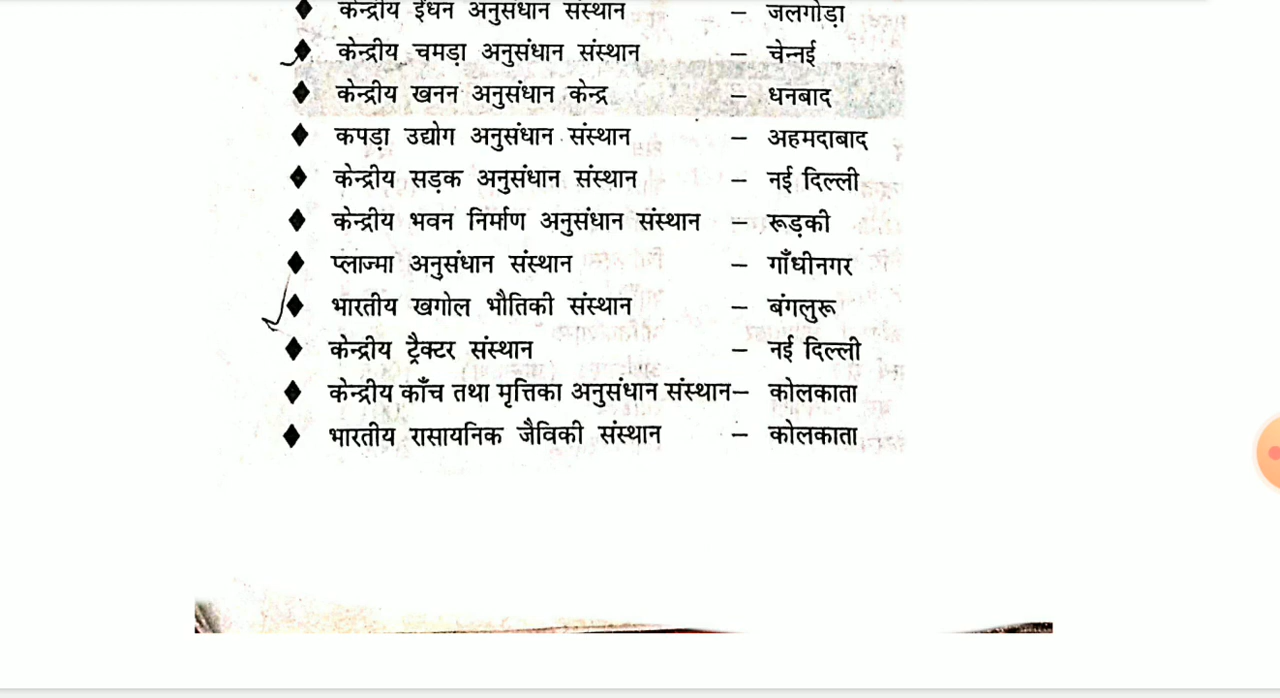 ♦ केन्द्रीय ईंधन अनुसंधान संस्थान – जलगोड़ा
♦ केन्द्रीय चमड़ा अनुसंधान संस्थान – चेन्नई
♦ केन्द्रीय खनन अनुसंधान केन्द्र – धनबाद
♦ कपड़ा उद्योग अनुसंधान संस्थान – अहमदाबाद
♦ केन्द्रीय सड़क अनुसंधान संस्थान – नई दिल्ली
♦ केन्द्रीय भवन निर्माण अनुसंधान संस्थान – रूड़की
♦ प्लाज्मा अनुसंधान संस्थान – गाँधीनगर
♦ भारतीय खगोल भौतिकी संस्थान – बंगलुरू
♦ केन्द्रीय ट्रैक्टर संस्थान – नई दिल्ली
♦ केन्द्रीय काँच तथा मृत्तिका अनुसंधान संस्थान– कोलकाता
♦ भारतीय रासायनिक जैविकी संस्थान – कोलकाता